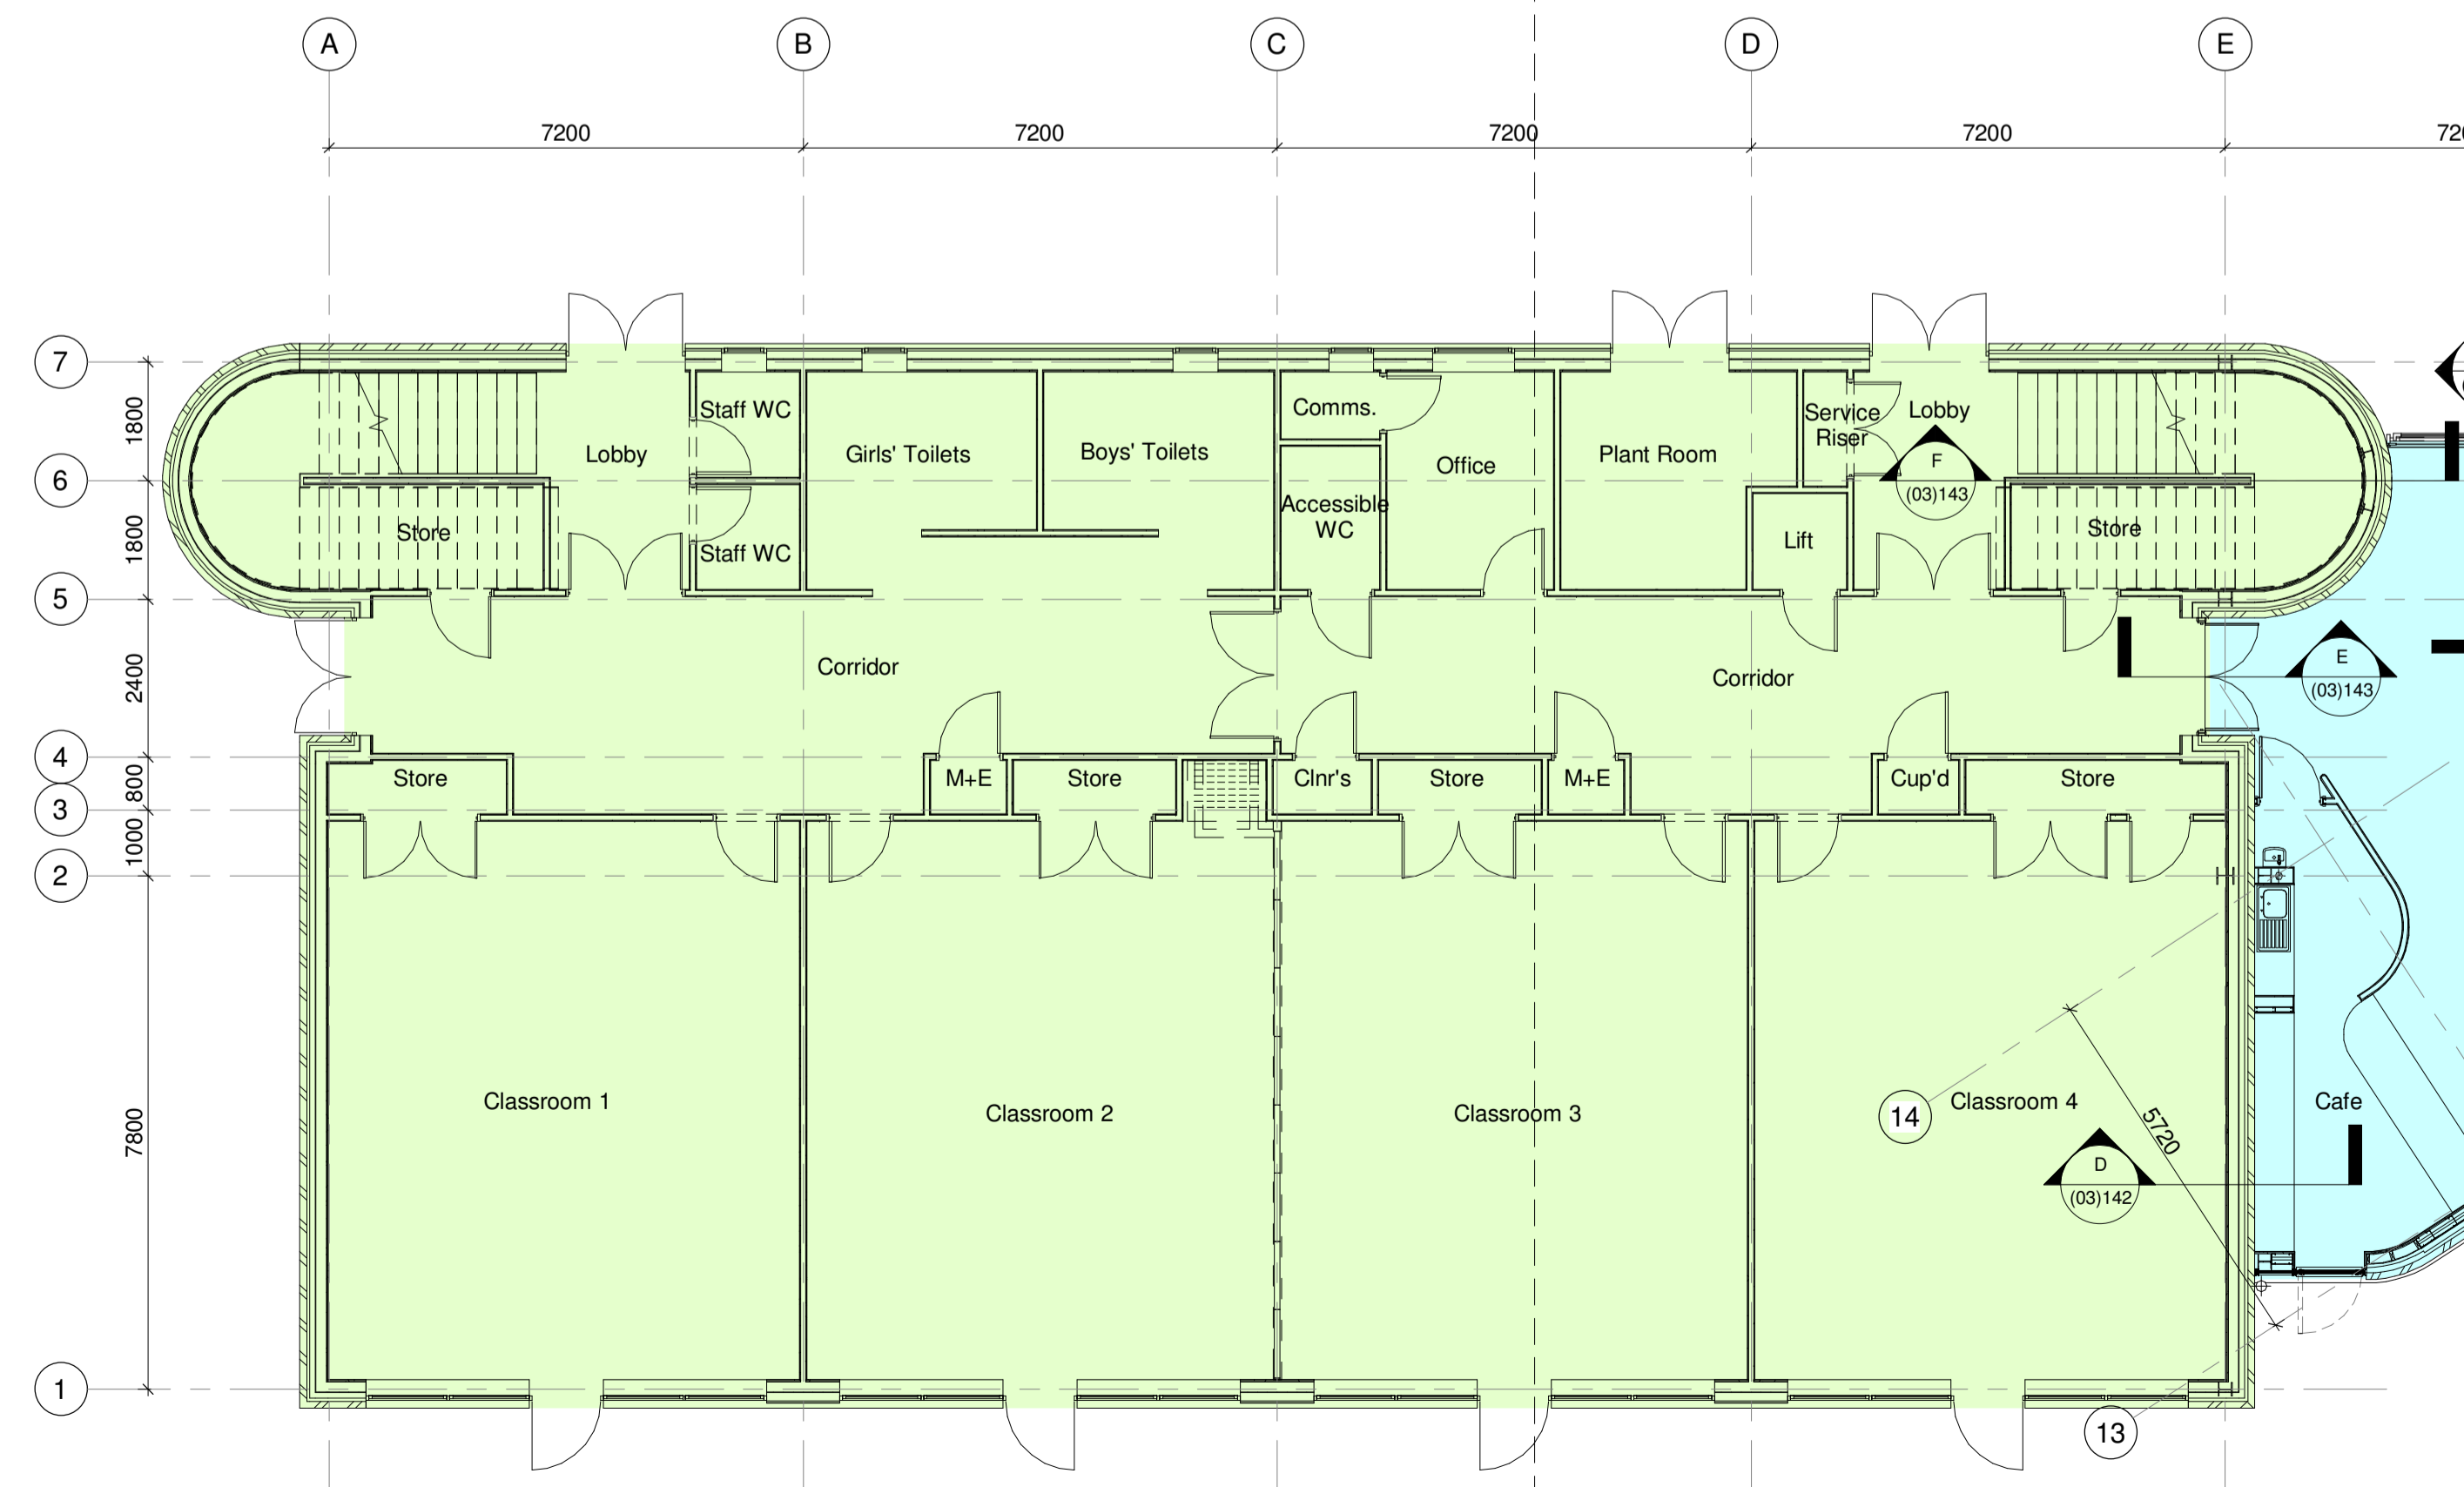 A B C D E
7200 7200 7200 7200 720
7
1800
6
1800
5
2400
4
800
3
1000
2
7800
1
Staff WC
Comms.
Service
Riser
Lobby
Lobby
Girls' Toilets
Boys' Toilets
Office
Plant Room
F
(03)143
Accessible
WC
Store
Staff WC
Lift
Store
Corridor
Corridor
E
(03)143
Store
M+E
Store
Clnr's
Store
M+E
Cup'd
Store
Classroom 1
Classroom 2
Classroom 3
14
Classroom 4
5720
Cafe
D
(03)142
13